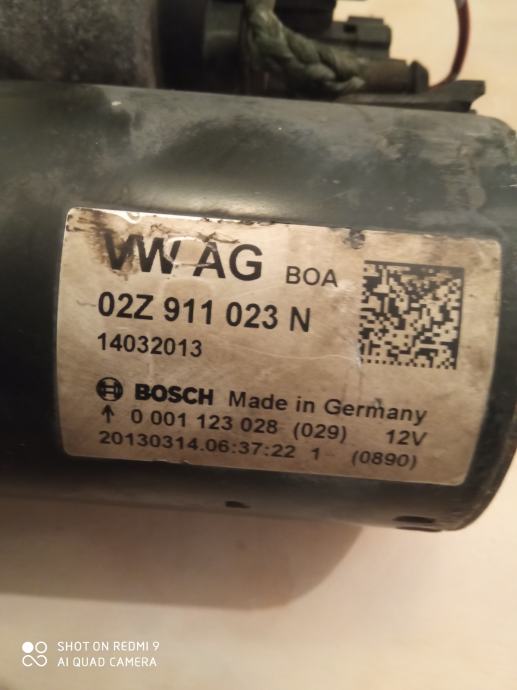 VW AG BOA
02Z 911 023 N
14032013
BOSCH Made in Germany
↑ 0 001 123 028 (029) 12V
20130314.06:37:22 1 (0890)
SHOT ON REDMI 9
AI QUAD CAMERA